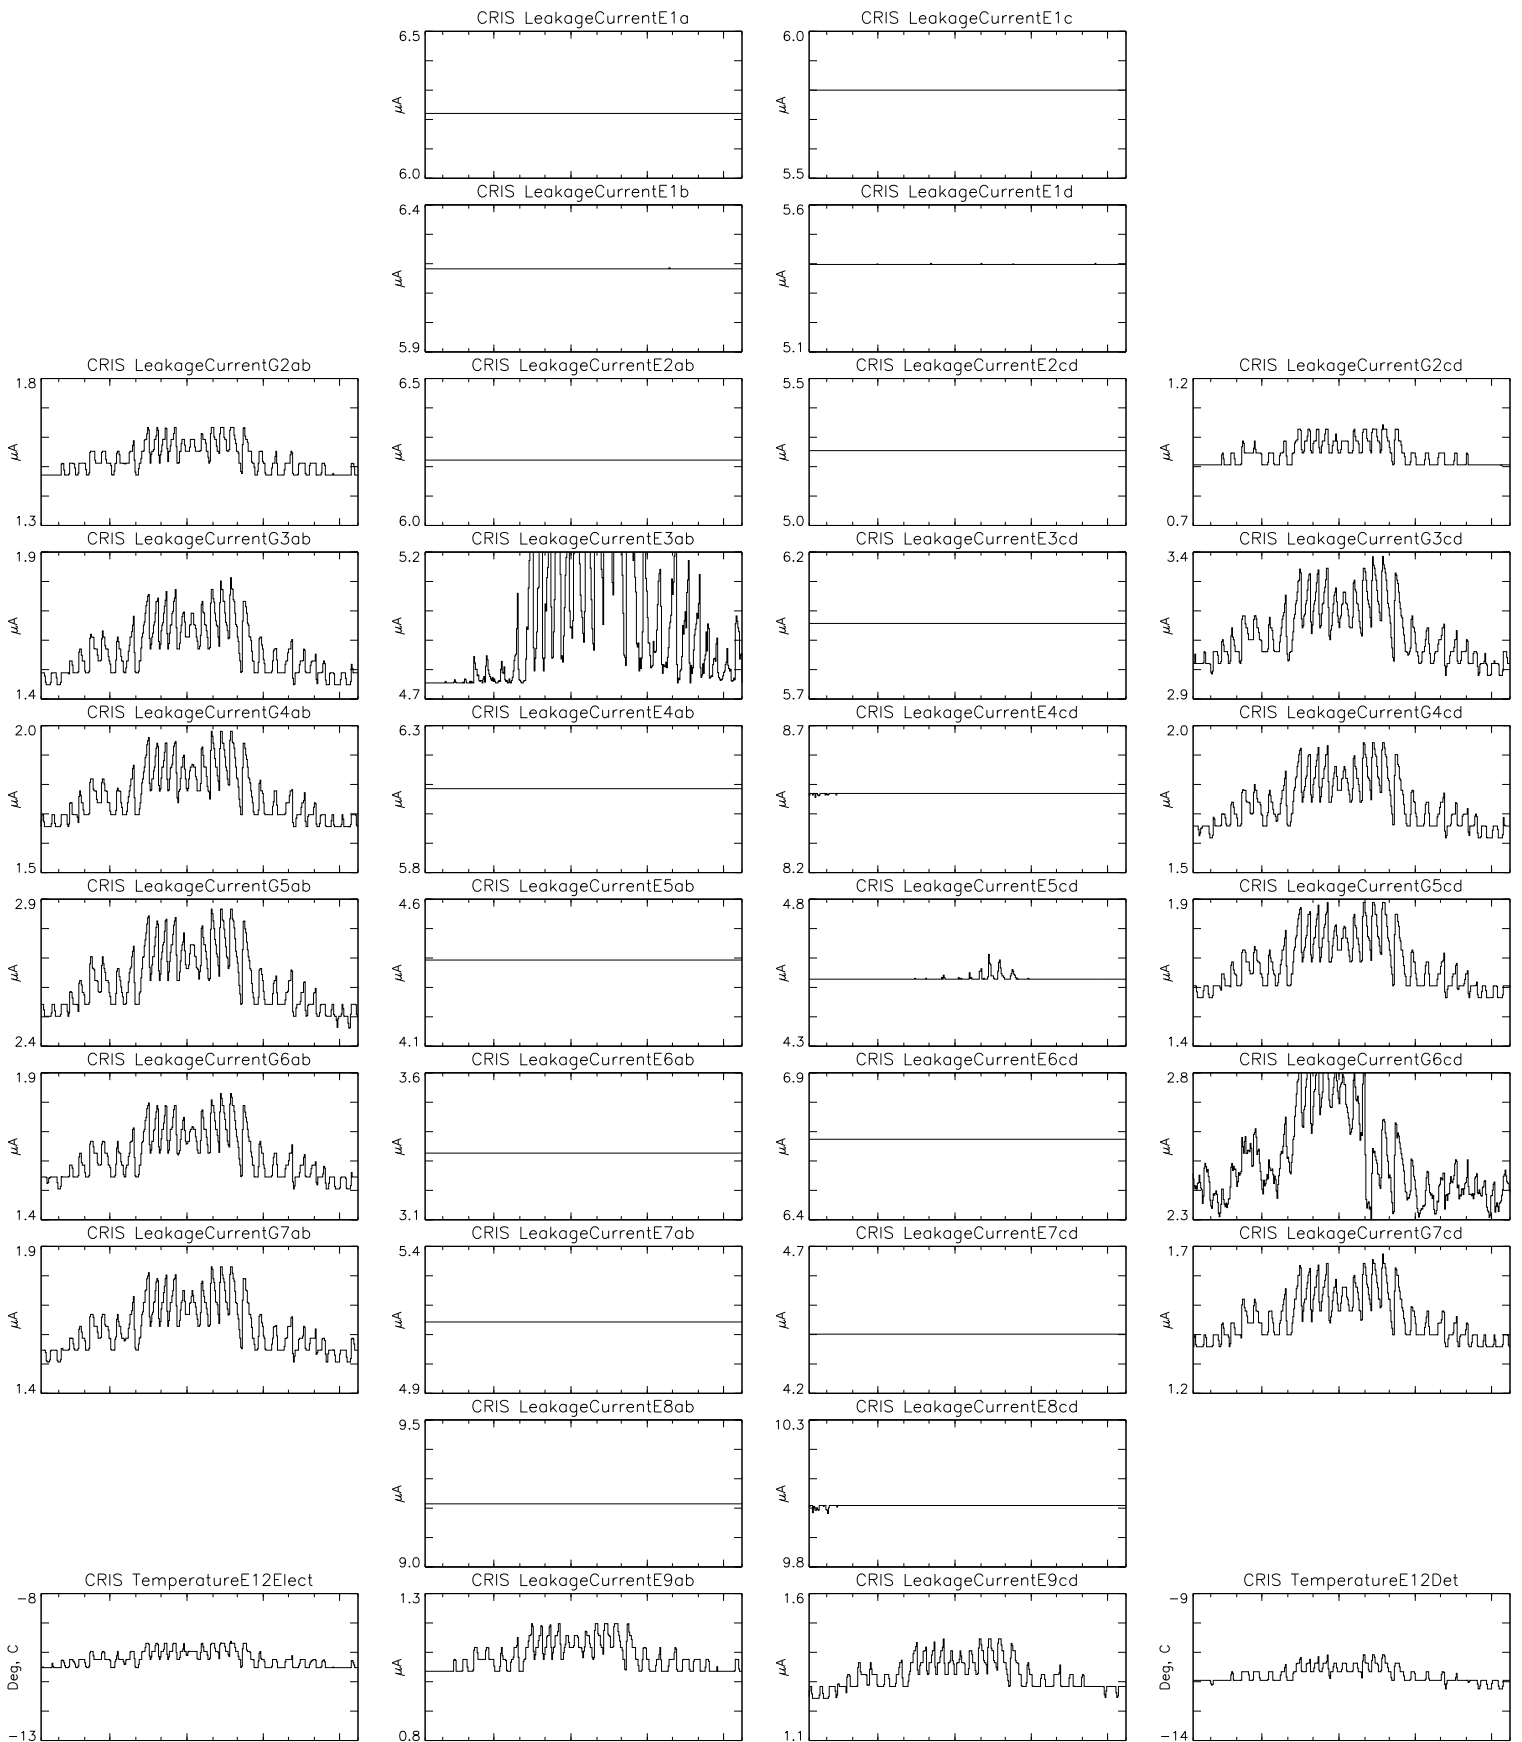 CRIS LeakageCurrentE1a CRIS LeakageCurrentE1c
6.5 6.0
μA μA
6.0 5.5
CRIS LeakageCurrentE1b CRIS LeakageCurrentE1d
6.4 5.6
μA μA
5.9 5.1
CRIS LeakageCurrentG2ab CRIS LeakageCurrentE2ab CRIS LeakageCurrentE2cd CRIS LeakageCurrentG2cd
1.8 6.5 5.5 1.2
μA μA μA μA
1.3 6.0 5.0 0.7
CRIS LeakageCurrentG3ab CRIS LeakageCurrentE3ab CRIS LeakageCurrentE3cd CRIS LeakageCurrentG3cd
1.9 5.2 6.2 3.4
μA μA μA μA
1.4 4.7 5.7 2.9
CRIS LeakageCurrentG4ab CRIS LeakageCurrentE4ab CRIS LeakageCurrentE4cd CRIS LeakageCurrentG4cd
2.0 6.3 8.7 2.0
μA μA μA μA
1.5 5.8 8.2 1.5
CRIS LeakageCurrentG5ab CRIS LeakageCurrentE5ab CRIS LeakageCurrentE5cd CRIS LeakageCurrentG5cd
2.9 4.6 4.8 1.9
μA μA μA μA
2.4 4.1 4.3 1.4
CRIS LeakageCurrentG6ab CRIS LeakageCurrentE6ab CRIS LeakageCurrentE6cd CRIS LeakageCurrentG6cd
1.9 3.6 6.9 2.8
μA μA μA μA
1.4 3.1 6.4 2.3
CRIS LeakageCurrentG7ab CRIS LeakageCurrentE7ab CRIS LeakageCurrentE7cd CRIS LeakageCurrentG7cd
1.9 5.4 4.7 1.7
μA μA μA μA
1.4 4.9 4.2 1.2
CRIS LeakageCurrentE8ab CRIS LeakageCurrentE8cd
9.5 10.3
μA μA
9.0 9.8
CRIS TemperatureE12Elect CRIS LeakageCurrentE9ab CRIS LeakageCurrentE9cd CRIS TemperatureE12Det
-8 1.3 1.6 -9
Deg, C μA μA Deg, C
-13 0.8 1.1 -14